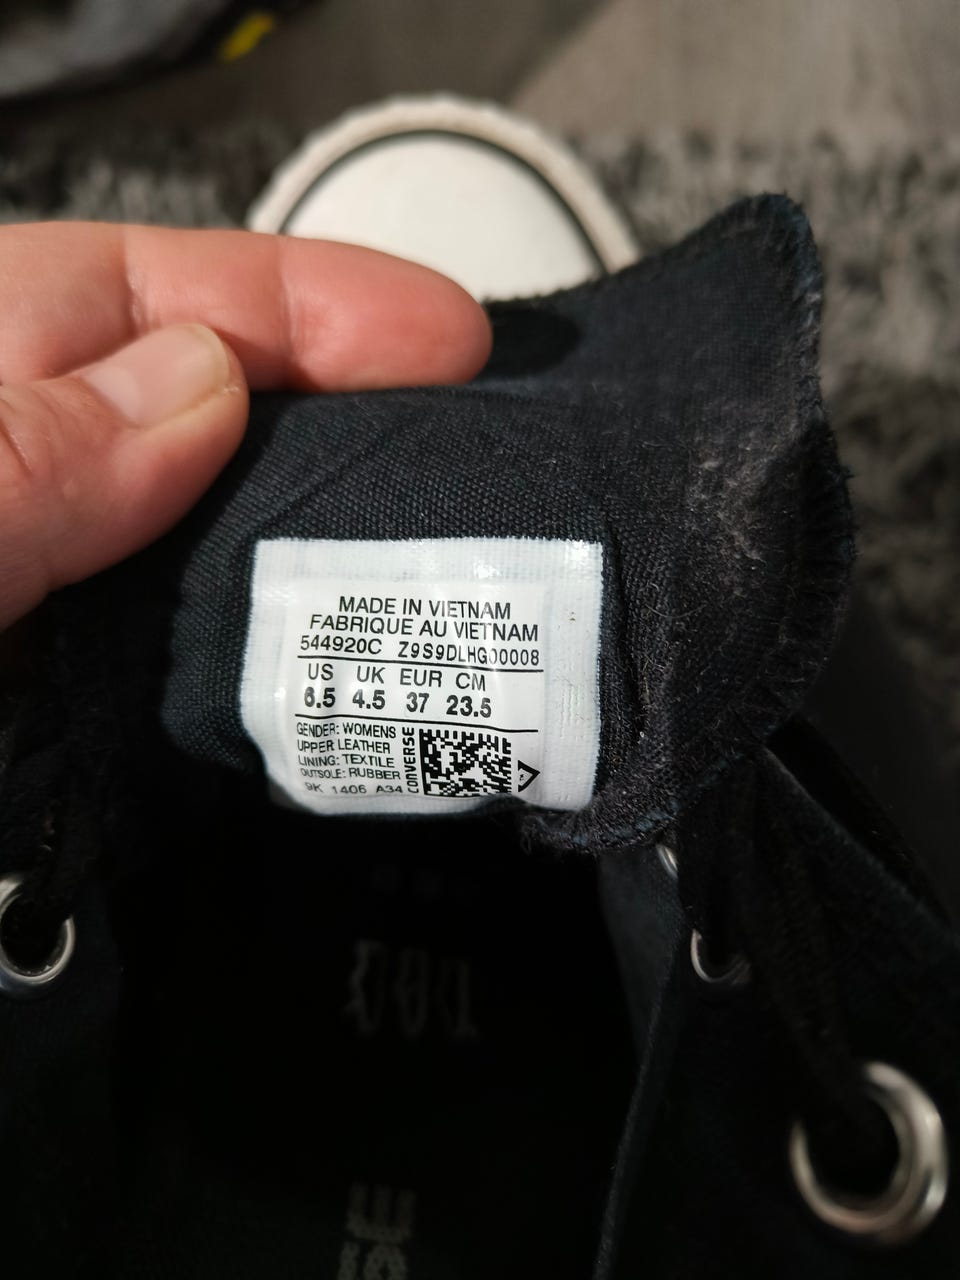 MADE IN VIETNAM
FABRIQUE AU VIETNAM
544920C Z9S9DLHG00008
US UK EUR CM
6.5 4.5 37 23.5
GENDER: WOMENS
UPPER: LEATHER
LINING: TEXTILE
OUTSOLE: RUBBER
9K 1406 A34
CONVERSE